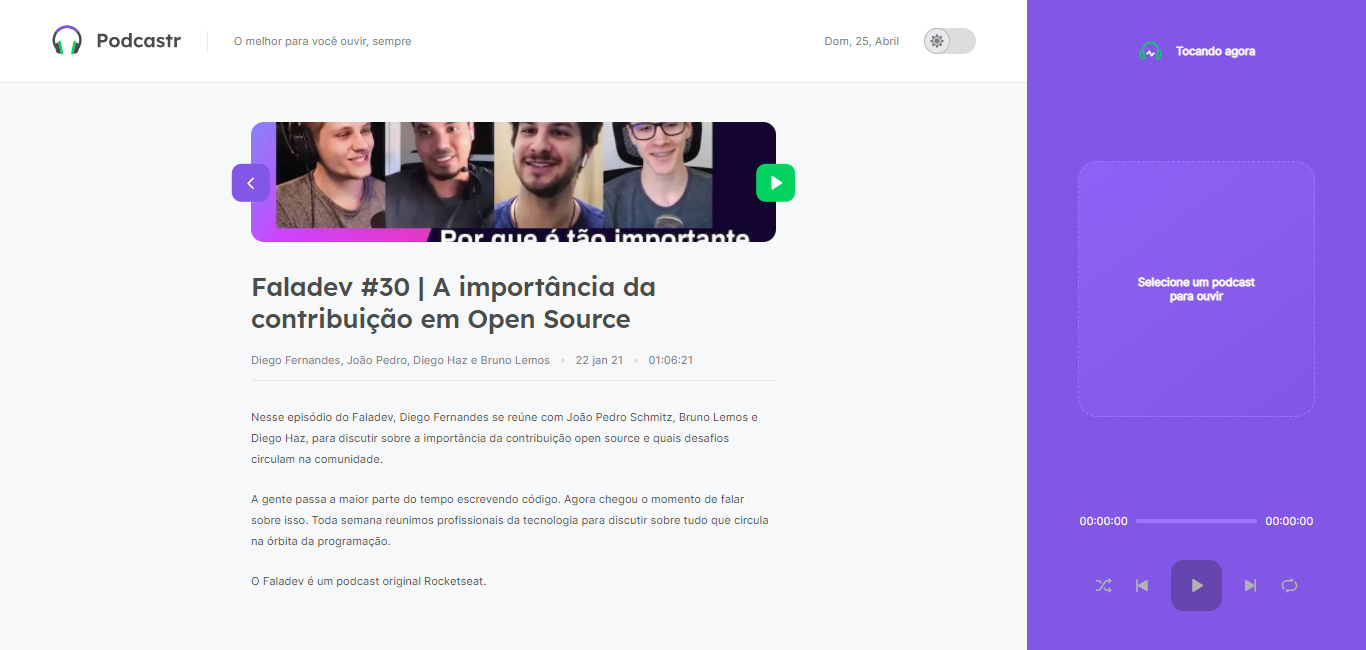 Podcastr
O melhor para você ouvir, sempre
Dom, 25, Abril
Tocando agora
Por que é tão importante
Faladev #30 | A importância da
contribuição em Open Source
Diego Fernandes, João Pedro, Diego Haz e Bruno Lemos • 22 jan 21 • 01:06:21
Nesse episódio do Faladev, Diego Fernandes se reúne com João Pedro Schmitz, Bruno Lemos e
Diego Haz, para discutir sobre a importância da contribuição open source e quais desafios
circulam na comunidade.
A gente passa a maior parte do tempo escrevendo código. Agora chegou o momento de falar
sobre isso. Toda semana reunimos profissionais da tecnologia para discutir sobre tudo que circula
na órbita da programação.
O Faladev é um podcast original Rocketseat.
Selecione um podcast
para ouvir
00:00:00
00:00:00